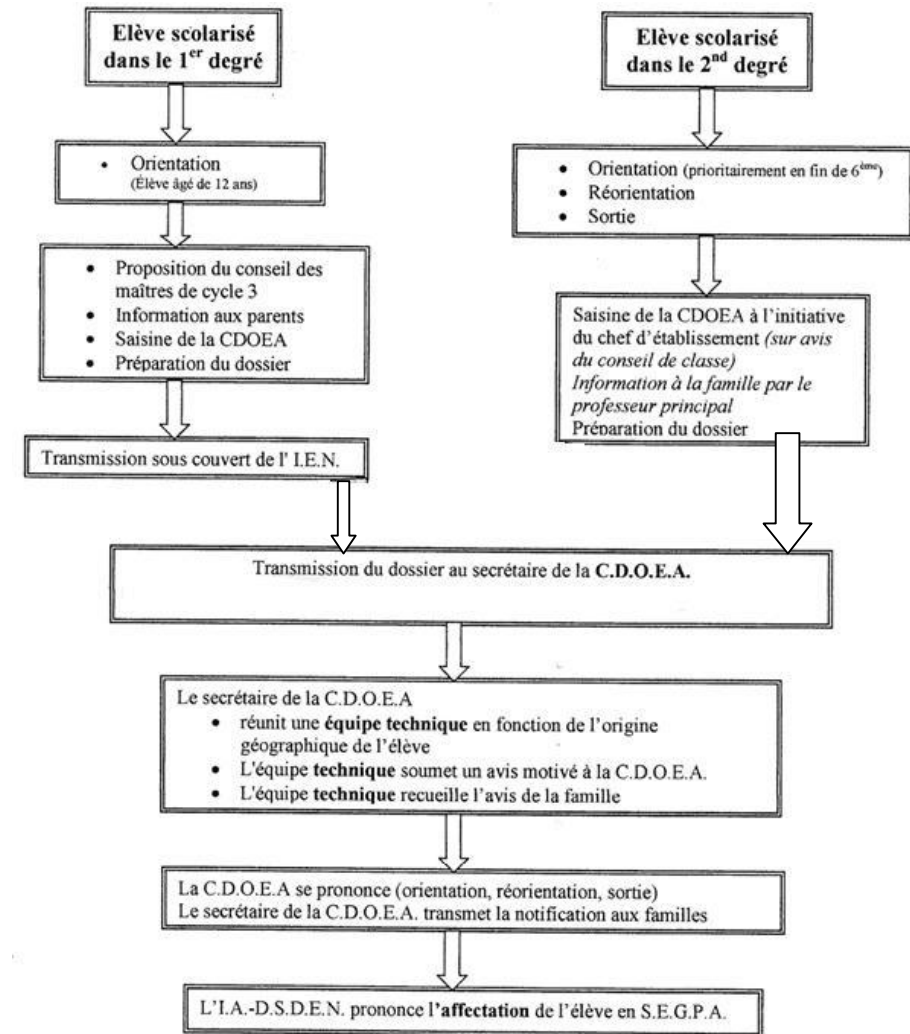 Elève scolarisé
dans le 1er degré
Elève scolarisé
dans le 2nd degré
• Orientation
(Élève âgé de 12 ans)
• Orientation (prioritairement en fin de 6ème)
• Réorientation
• Sortie
• Proposition du conseil des
maîtres de cycle 3
• Information aux parents
• Saisine de la CDOEA
• Préparation du dossier
Saisine de la CDOEA à l'initiative
du chef d'établissement (sur avis
du conseil de classe)
Information à la famille par le
professeur principal
Préparation du dossier
Transmission sous couvert de l' I.E.N.
Transmission du dossier au secrétaire de la C.D.O.E.A.
Le secrétaire de la C.D.O.E.A
• réunit une équipe technique en fonction de l'origine
géographique de l'élève
• L'équipe technique soumet un avis motivé à la C.D.O.E.A.
• L'équipe technique recueille l'avis de la famille
La C.D.O.E.A se prononce (orientation, réorientation, sortie)
Le secrétaire de la C.D.O.E.A. transmet la notification aux familles
L'I.A.-D.S.D.E.N. prononce l'affectation de l'élève en S.E.G.P.A.